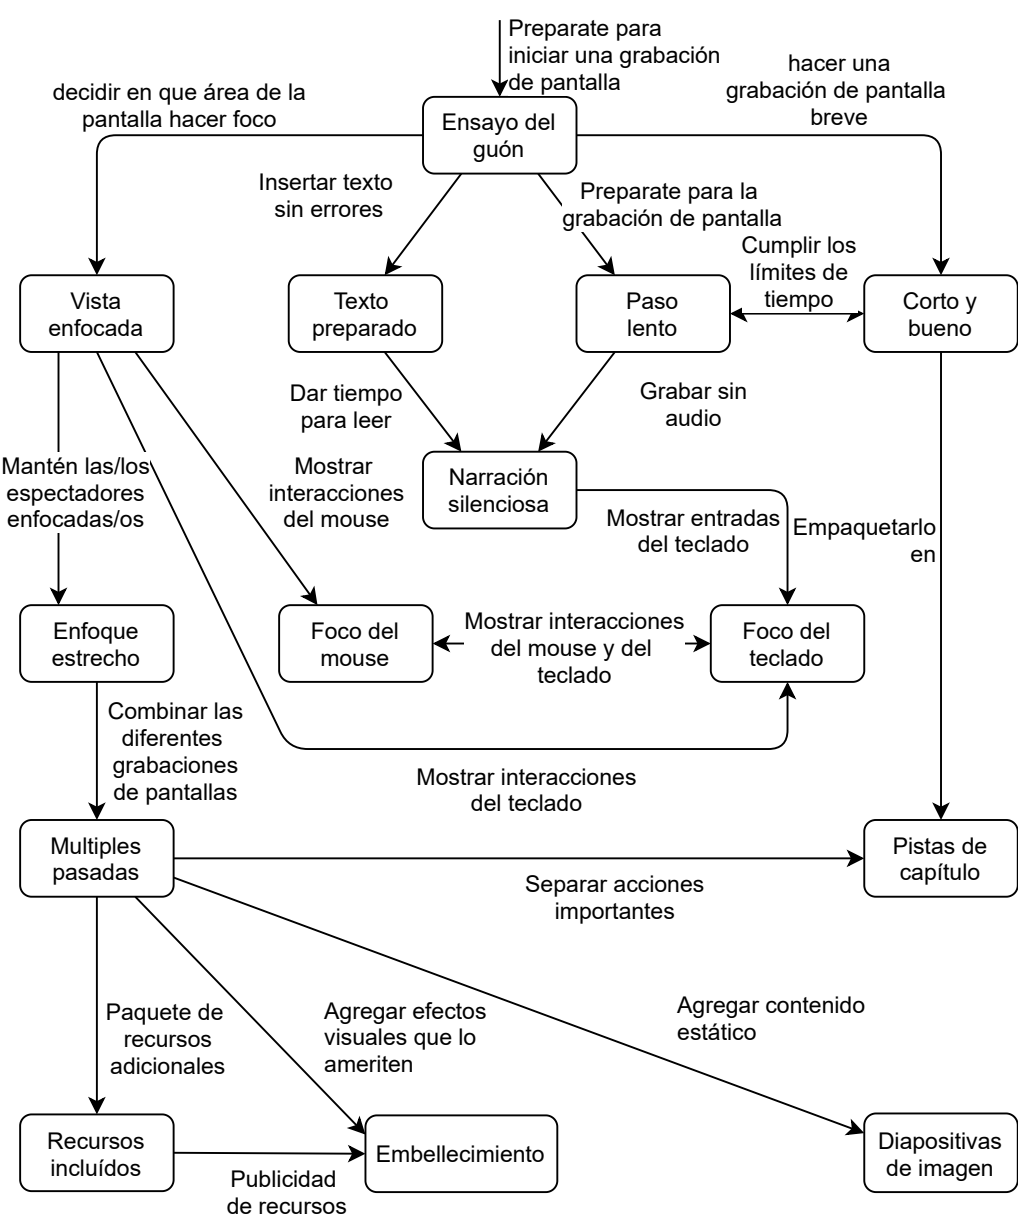 Preparate para
iniciar una grabación
de pantalla
hacer una
grabación de pantalla
breve
decidir en que área de la
pantalla hacer foco
Ensayo del
guón
Insertar texto
sin errores
Preparate para la
grabación de pantalla
Cumplir los
límites de
tiempo
Vista
enfocada
Texto
preparado
Paso
lento
Corto y
bueno
Dar tiempo
para leer
Grabar sin
audio
Mantén las/los
espectadores
enfocadas/os
Mostrar
interacciones
del mouse
Narración
silenciosa
Mostrar entradas
del teclado
Empaquetarlo
en
Enfoque
estrecho
Foco del
mouse
Mostrar interacciones
del mouse y del
teclado
Foco del
teclado
Combinar las
diferentes
grabaciones
de pantallas
Mostrar interacciones
del teclado
Multiples
pasadas
Pistas de
capítulo
Separar acciones
importantes
Paquete de
recursos
adicionales
Agregar efectos
visuales que lo
ameriten
Agregar contenido
estático
Recursos
incluídos
Embellecimiento
Diapositivas
de imagen
Publicidad
de recursos